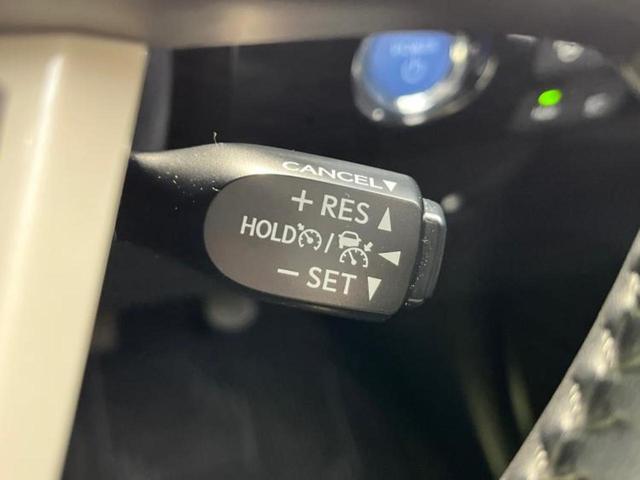 CANCEL▼
+ RES ▲
HOLD / ◀
− SET ▼